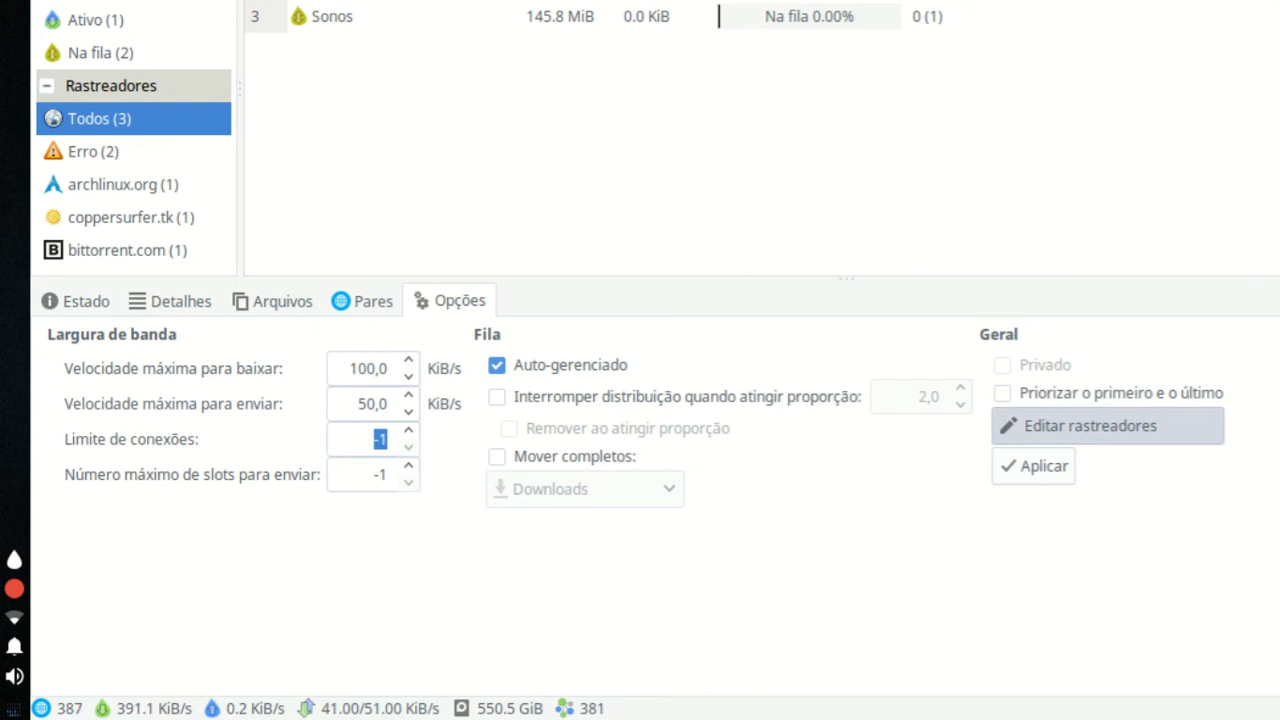 Ativo (1)
3 Sonos 145.8 MiB 0.0 KiB Na fila 0.00% 0 (1)
Na fila (2)
Rastreadores
Todos (3)
Erro (2)
archlinux.org (1)
coppersurfer.tk (1)
B bittorrent.com (1)
Estado Detalhes Arquivos Pares Opções
Largura de banda Fila Geral
Velocidade máxima para baixar: 100,0 KiB/s Auto-gerenciado Privado
Velocidade máxima para enviar: 50,0 KiB/s Interromper distribuição quando atingir proporção: 2,0 Priorizar o primeiro e o último
Limite de conexões: -1 Remover ao atingir proporção Editar rastreadores
Número máximo de slots para enviar: -1 Mover completos: Aplicar
Downloads
387 391.1 KiB/s 0.2 KiB/s 41.00/51.00 KiB/s 550.5 GiB 381